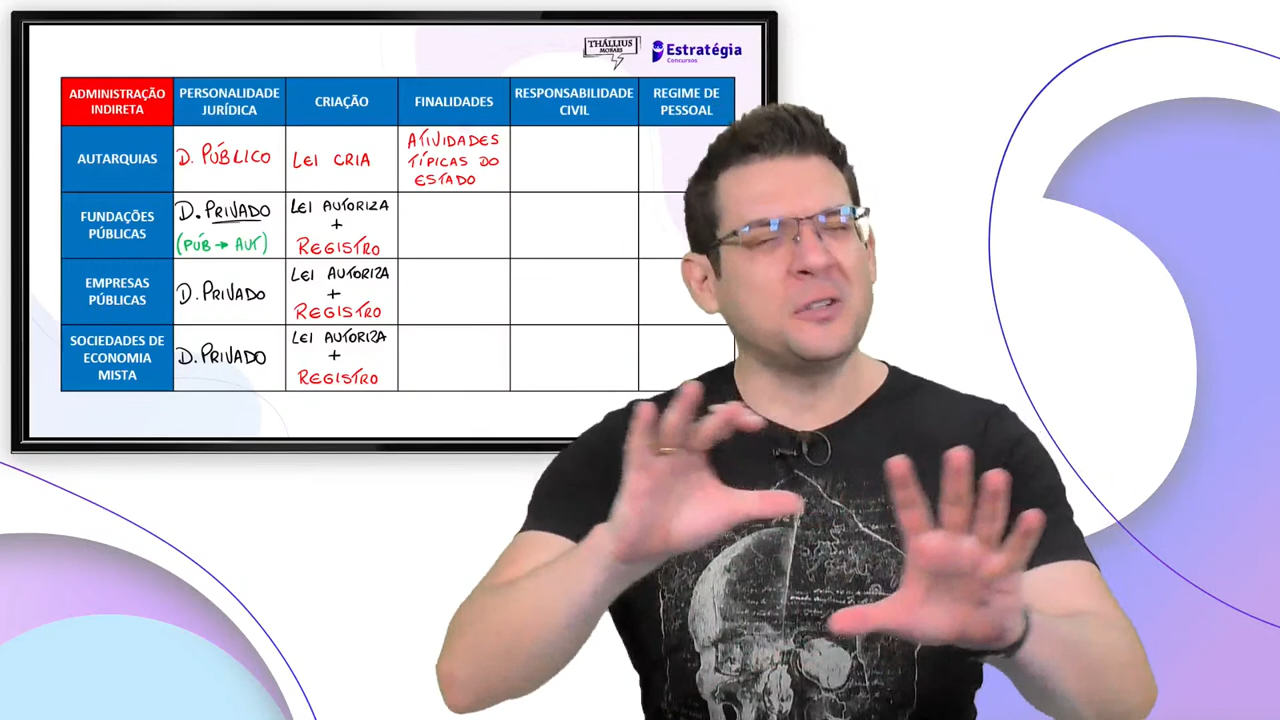 THÁLLIUS
MORAES
Estratégia
Concursos
ADMINISTRAÇÃO
INDIRETA
PERSONALIDADE
JURÍDICA
CRIAÇÃO
FINALIDADES
RESPONSABILIDADE
CIVIL
REGIME DE
PESSOAL
AUTARQUIAS
D. PÚBLICO
LEI CRIA
ATIVIDADES
TÍPICAS DO
ESTADO
FUNDAÇÕES
PÚBLICAS
D. PRIVADO
(PÚB → AUT)
LEI AUTORIZA
+
REGISTRO
EMPRESAS
PÚBLICAS
D. PRIVADO
LEI AUTORIZA
+
REGISTRO
SOCIEDADES DE
ECONOMIA
MISTA
D. PRIVADO
LEI AUTORIZA
+
REGISTRO